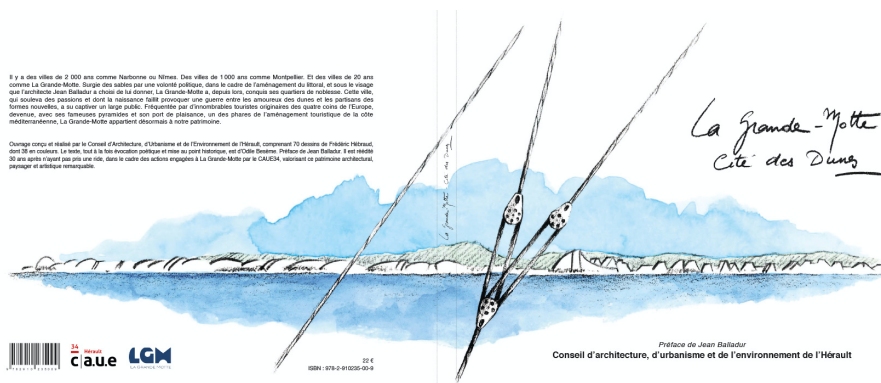 Il y a des villes de 2 000 ans comme Narbonne ou Nîmes. Des villes de 1 000 ans comme Montpellier. Et des villes de 20 ans
comme La Grande-Motte. Surgie des sables par une volonté politique, dans le cadre de l'aménagement du littoral, et sous le visage
que l'architecte Jean Balladur a choisi de lui donner, La Grande-Motte a, depuis lors, conquis ses quartiers de noblesse. Cette ville,
qui souleva des passions et dont la naissance faillit provoquer une guerre entre les amoureux des dunes et les partisans des
formes nouvelles, a su captiver un large public. Fréquentée par d'innombrables touristes originaires des quatre coins de l'Europe,
devenue, avec ses fameuses pyramides et son port de plaisance, un des phares de l'aménagement touristique de la côte
méditerranéenne, La Grande-Motte appartient désormais à notre patrimoine.
Ouvrage conçu et réalisé par le Conseil d'Architecture, d'Urbanisme et de l'Environnement de l'Hérault, comprenant 70 dessins de Frédéric Hébraud,
dont 38 en couleurs. Le texte, tout à la fois évocation poétique et mise au point historique, est d'Odile Besème. Préface de Jean Balladur. Il est réédité
30 ans après n'ayant pas pris une ride, dans le cadre des actions engagées à La Grande-Motte par le CAUE34, valorisant ce patrimoine architectural,
paysager et artistique remarquable.
34
Hérault
c|a.u.e
LGM
LA GRANDE MOTTE
22 €
ISBN : 978-2-910235-00-9
La Grande-Motte Cité des Dunes
La Grande-Motte
Cité des Dunes
Préface de Jean Balladur
Conseil d'architecture, d'urbanisme et de l'environnement de l'Hérault